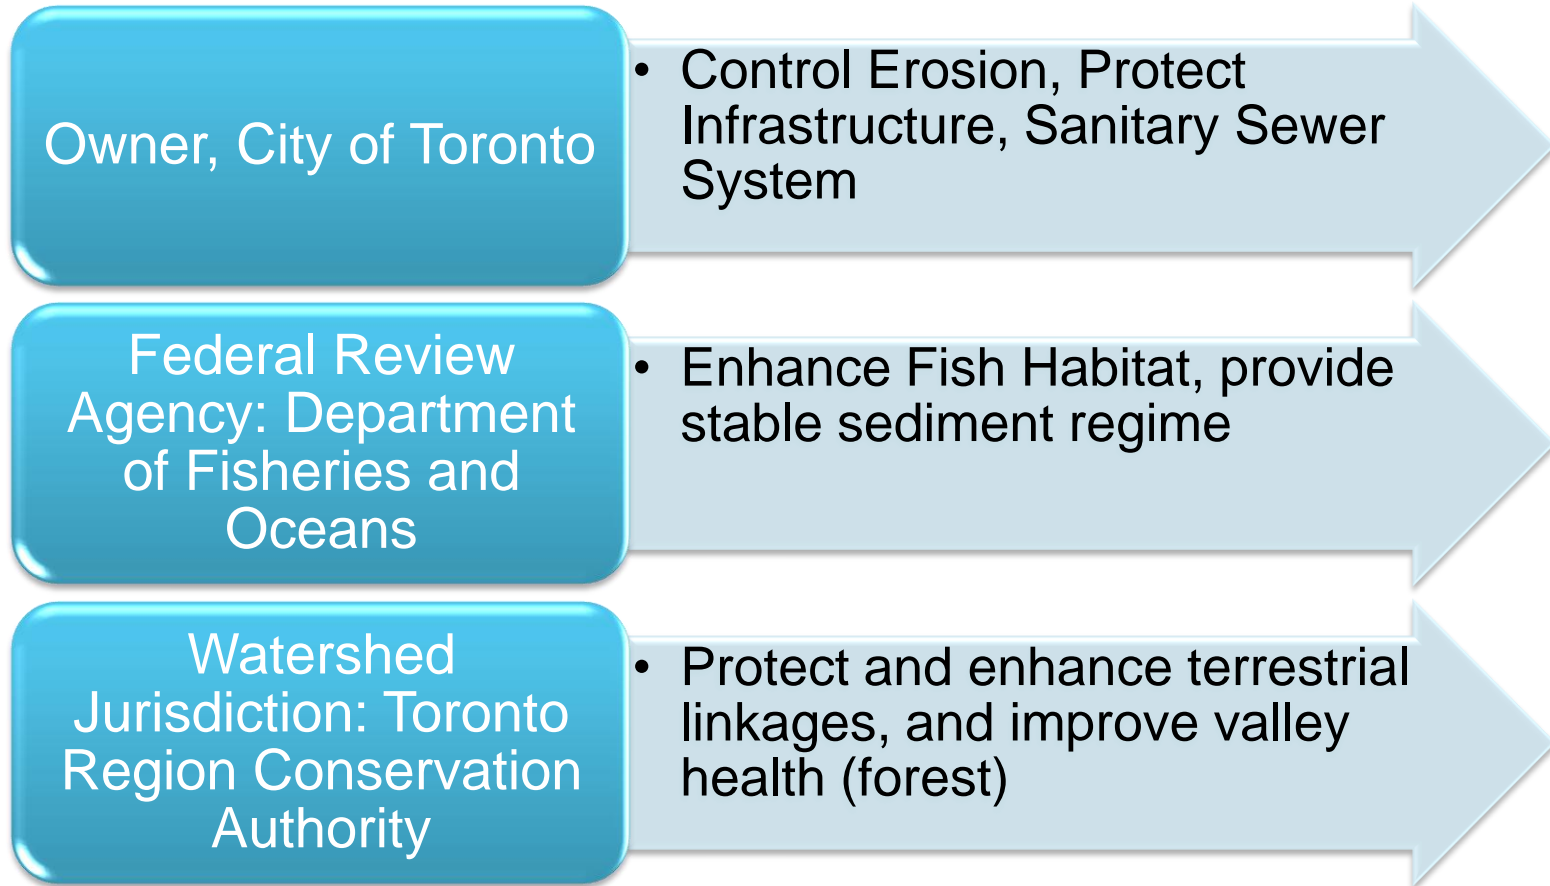 Owner, City of Toronto
• Control Erosion, Protect
Infrastructure, Sanitary Sewer
System
Federal Review
Agency: Department
of Fisheries and
Oceans
• Enhance Fish Habitat, provide
stable sediment regime
Watershed
Jurisdiction: Toronto
Region Conservation
Authority
• Protect and enhance terrestrial
linkages, and improve valley
health (forest)